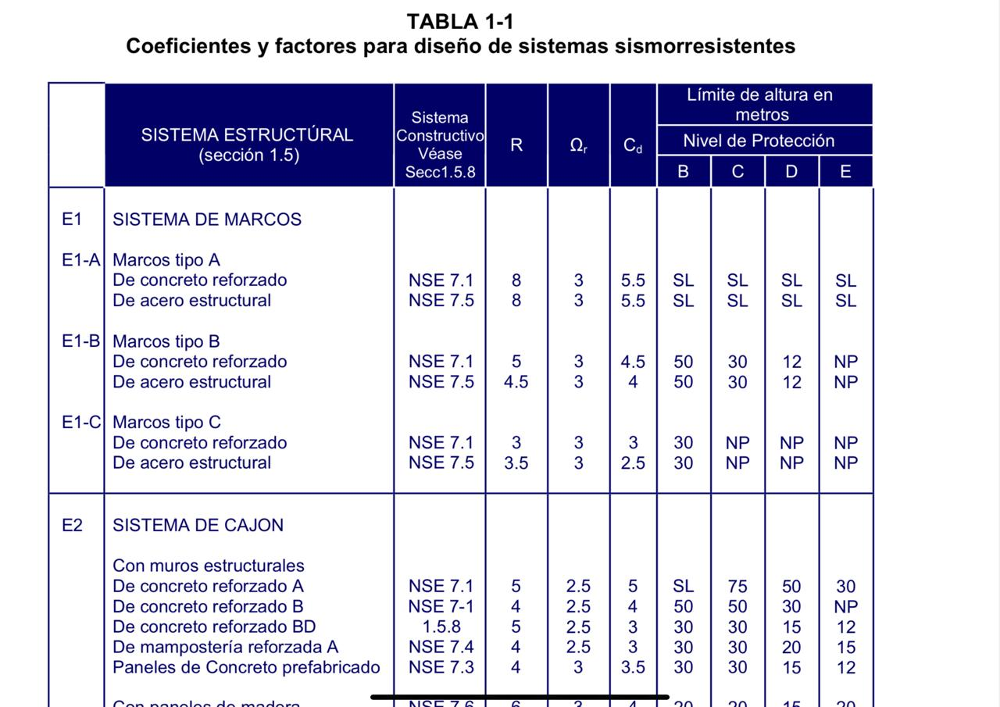 TABLA 1-1
Coeficientes y factores para diseño de sistemas sismorresistentes
SISTEMA ESTRUCTÚRAL (sección 1.5) Sistema Constructivo Véase Secc1.5.8 R Ωr Cd Límite de altura en metros
Nivel de Protección
B C D E
E1 SISTEMA DE MARCOS
E1-A Marcos tipo A
De concreto reforzado NSE 7.1 8 3 5.5 SL SL SL SL
De acero estructural NSE 7.5 8 3 5.5 SL SL SL SL
E1-B Marcos tipo B
De concreto reforzado NSE 7.1 5 3 4.5 50 30 12 NP
De acero estructural NSE 7.5 4.5 3 4 50 30 12 NP
E1-C Marcos tipo C
De concreto reforzado NSE 7.1 3 3 3 30 NP NP NP
De acero estructural NSE 7.5 3.5 3 2.5 30 NP NP NP
E2 SISTEMA DE CAJON
Con muros estructurales
De concreto reforzado A NSE 7.1 5 2.5 5 SL 75 50 30
De concreto reforzado B NSE 7-1 4 2.5 4 50 50 30 NP
De concreto reforzado BD 1.5.8 5 2.5 3 30 30 15 12
De mampostería reforzada A NSE 7.4 4 2.5 3 30 30 20 15
Paneles de Concreto prefabricado NSE 7.3 4 3 3.5 30 30 15 12
Con paneles de madera NSE 7.6 6 3 4 20 20 15 20